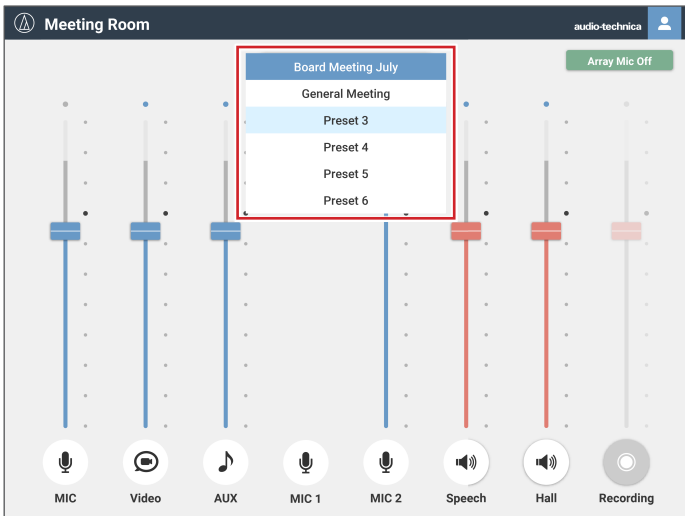 Meeting Room
audio-technica
Board Meeting July
Array Mic Off
General Meeting
Preset 3
Preset 4
Preset 5
Preset 6
MIC
Video
AUX
MIC 1
MIC 2
Speech
Hall
Recording